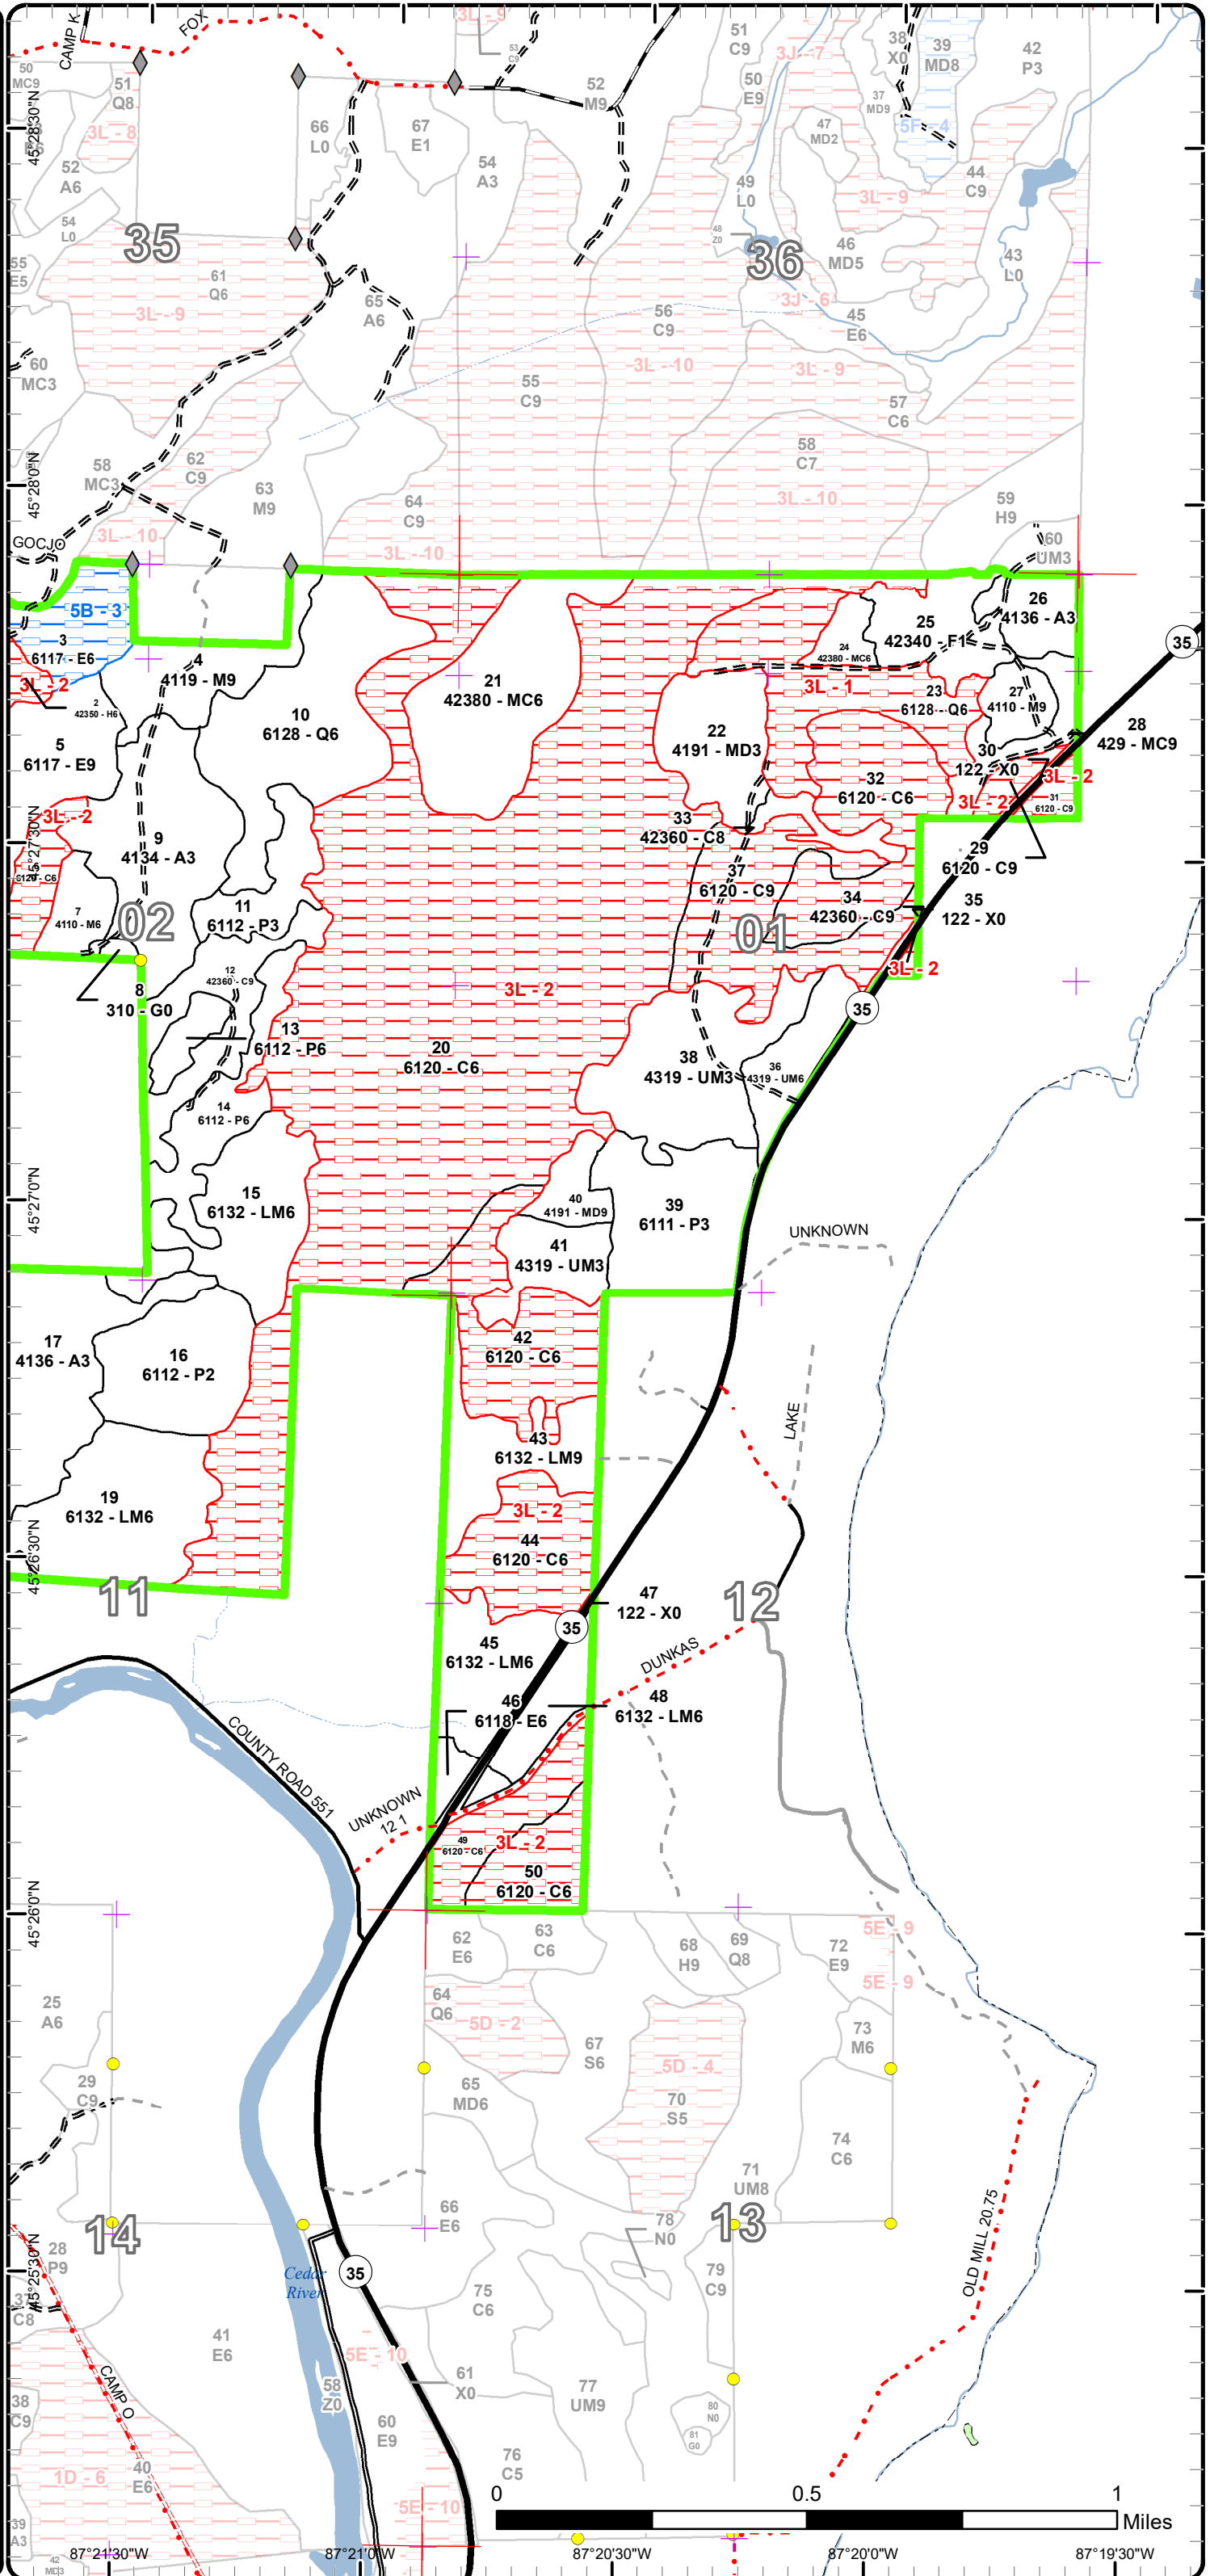 CAMP K
FOX
3L - 9
53
C9
51
C9
3J - 7
38
X0
39
MD8
42
P3
50
MC9
51
Q8
52
M9
50
E9
37
MD9
5F - 4
45°28'30"N
3L - 8
66
L0
67
E1
47
MD2
52
A6
54
A3
49
L0
44
C9
3L - 9
54
L0
48
Z0
35
36
46
MD5
43
L0
55
E5
61
Q6
65
A6
3L - 9
3J - 6
56
C9
45
E6
60
MC3
3L - 10
3L - 9
55
C9
57
C6
58
C7
62
C9
58
MC3
63
M9
64
C9
3L - 10
59
H9
45°28'0"N
3L - 10
GOCJO
3L - 10
60
UM3
5B - 3
26
4136 - A3
25
42340 - F1
35
3
6117 - E6
4
4119 - M9
24
42380 - MC6
3L - 2
21
42380 - MC6
3L - 1
23
6128 - Q6
27
4110 - M9
2
42350 - H6
10
6128 - Q6
22
4191 - MD3
28
429 - MC9
5
6117 - E9
30
122 - X0
3L - 2
32
6120 - C6
3L - 2
31
6120 - C9
3L - 2
33
42360 - C8
45°27'30"N
9
4134 - A3
29
6120 - C9
6120 - C6
37
6120 - C9
34
42360 - C9
35
122 - X0
7
4110 - M6
11
6112 - P3
02
01
12
42360 - C9
3L - 2
3L - 2
8
310 - G0
35
13
6112 - P6
20
6120 - C6
38
4319 - UM3
36
4319 - UM6
14
6112 - P6
45°27'0"N
15
6132 - LM6
40
4191 - MD9
39
6111 - P3
UNKNOWN
41
4319 - UM3
17
4136 - A3
16
6112 - P2
42
6120 - C6
LAKE
43
6132 - LM9
19
6132 - LM6
3L - 2
44
6120 - C6
45°26'30"N
11
47
122 - X0
12
35
45
6132 - LM6
DUNKAS
46
6118 - E6
48
6132 - LM6
COUNTY ROAD 551
UNKNOWN
12 1
49
6120 - C6
3L - 2
50
6120 - C6
45°26'0"N
62
E6
63
C6
68
H9
69
Q8
72
E9
5E - 9
5E - 9
25
A6
64
Q6
5D - 2
73
M6
67
S6
5D - 4
29
C9
65
MD6
70
S5
74
C6
71
UM8
66
E6
78
N0
14
13
OLD MILL 20.75
28
P9
45°25'30"N
Cedar
River
35
79
C9
37
C8
75
C6
41
E6
5E - 10
61
X0
58
Z0
77
UM9
CAMP O
38
C9
80
N0
60
E9
81
G0
76
C5
40
E6
1D - 6
5E - 10
0
0.5
1
Miles
39
A3
42
MD3
87°21'30"W
87°21'0"W
87°20'30"W
87°20'0"W
87°19'30"W